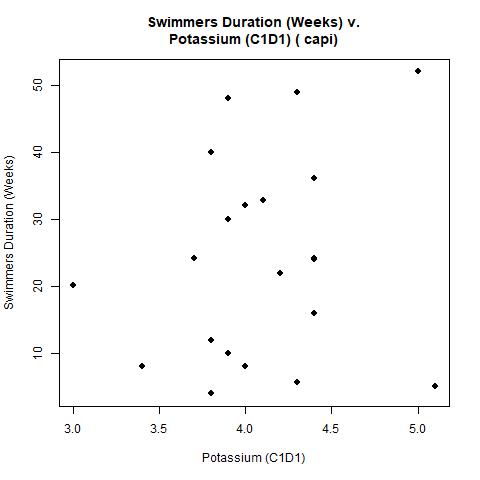 Swimmers Duration (Weeks) v.
Potassium (C1D1) ( capi)
Swimmers Duration (Weeks)
50
40
30
20
10
3.0 3.5 4.0 4.5 5.0
Potassium (C1D1)